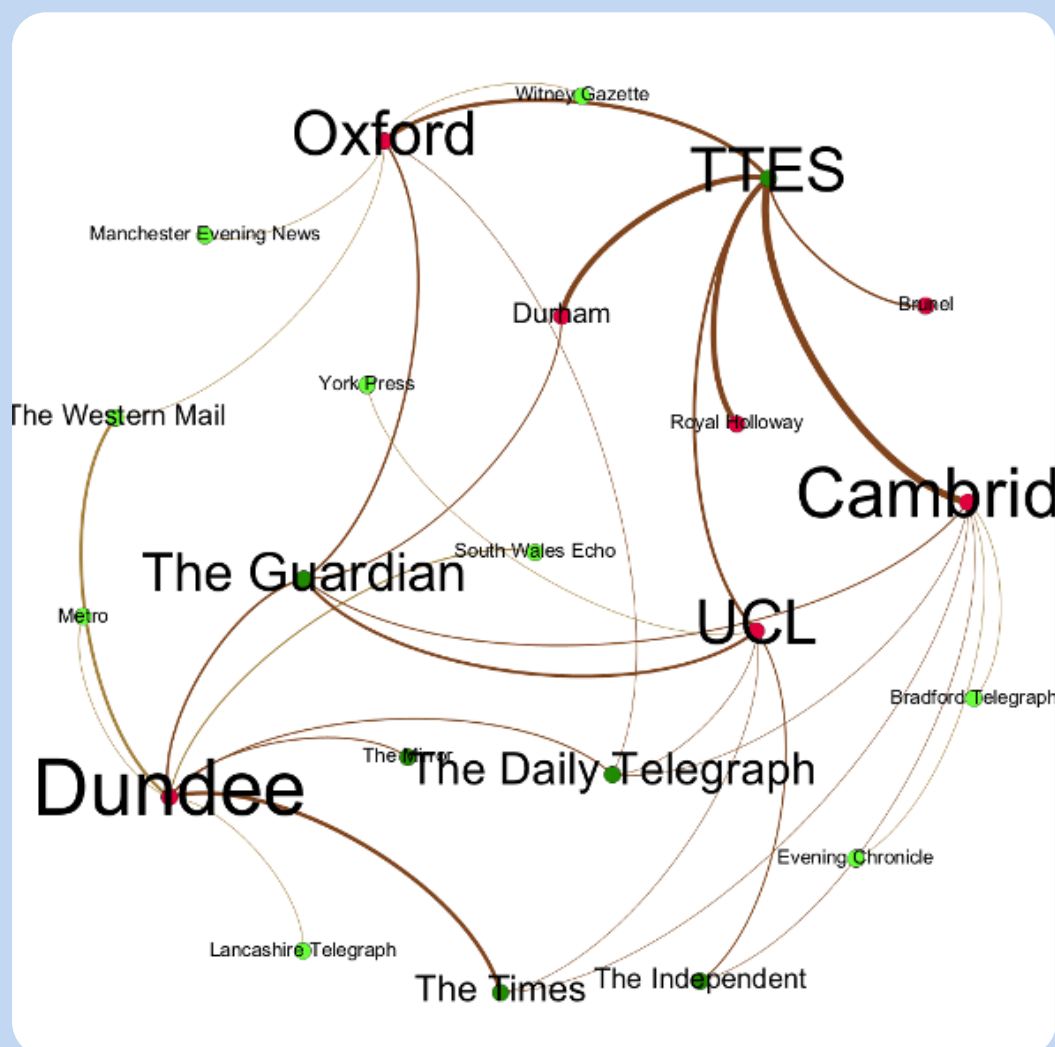 Witney Gazette
Oxford
TTES
Manchester Evening News
Durham
Brunel
York Press
The Western Mail
Royal Holloway
Cambrid
South Wales Echo
The Guardian
Metro
UCL
Bradford Telegraph
The Mirror
The Daily Telegraph
Dundee
Evening Chronicle
Lancashire Telegraph
The Independent
The Times